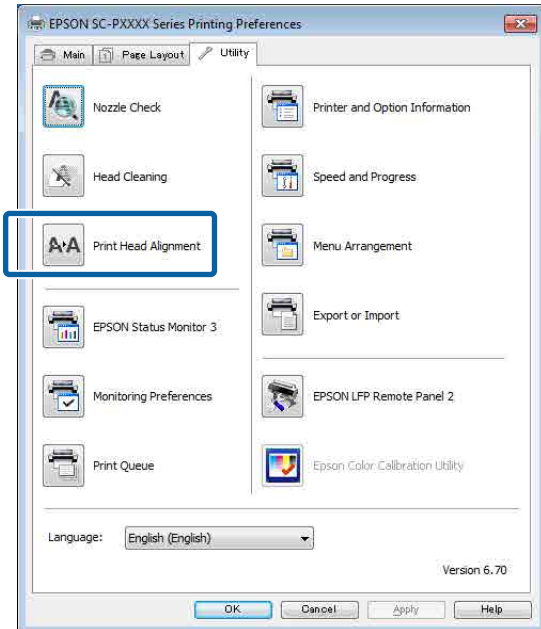 EPSON SC-PXXXX Series Printing Preferences
Main
Page Layout
Utility
Nozzle Check
Printer and Option Information
Head Cleaning
Speed and Progress
A A Print Head Alignment
Menu Arrangement
EPSON Status Monitor 3
Export or Import
Monitoring Preferences
EPSON LFP Remote Panel 2
Print Queue
Epson Color Calibration Utility
Language: English (English)
Version 6.70
OK Cancel Apply Help